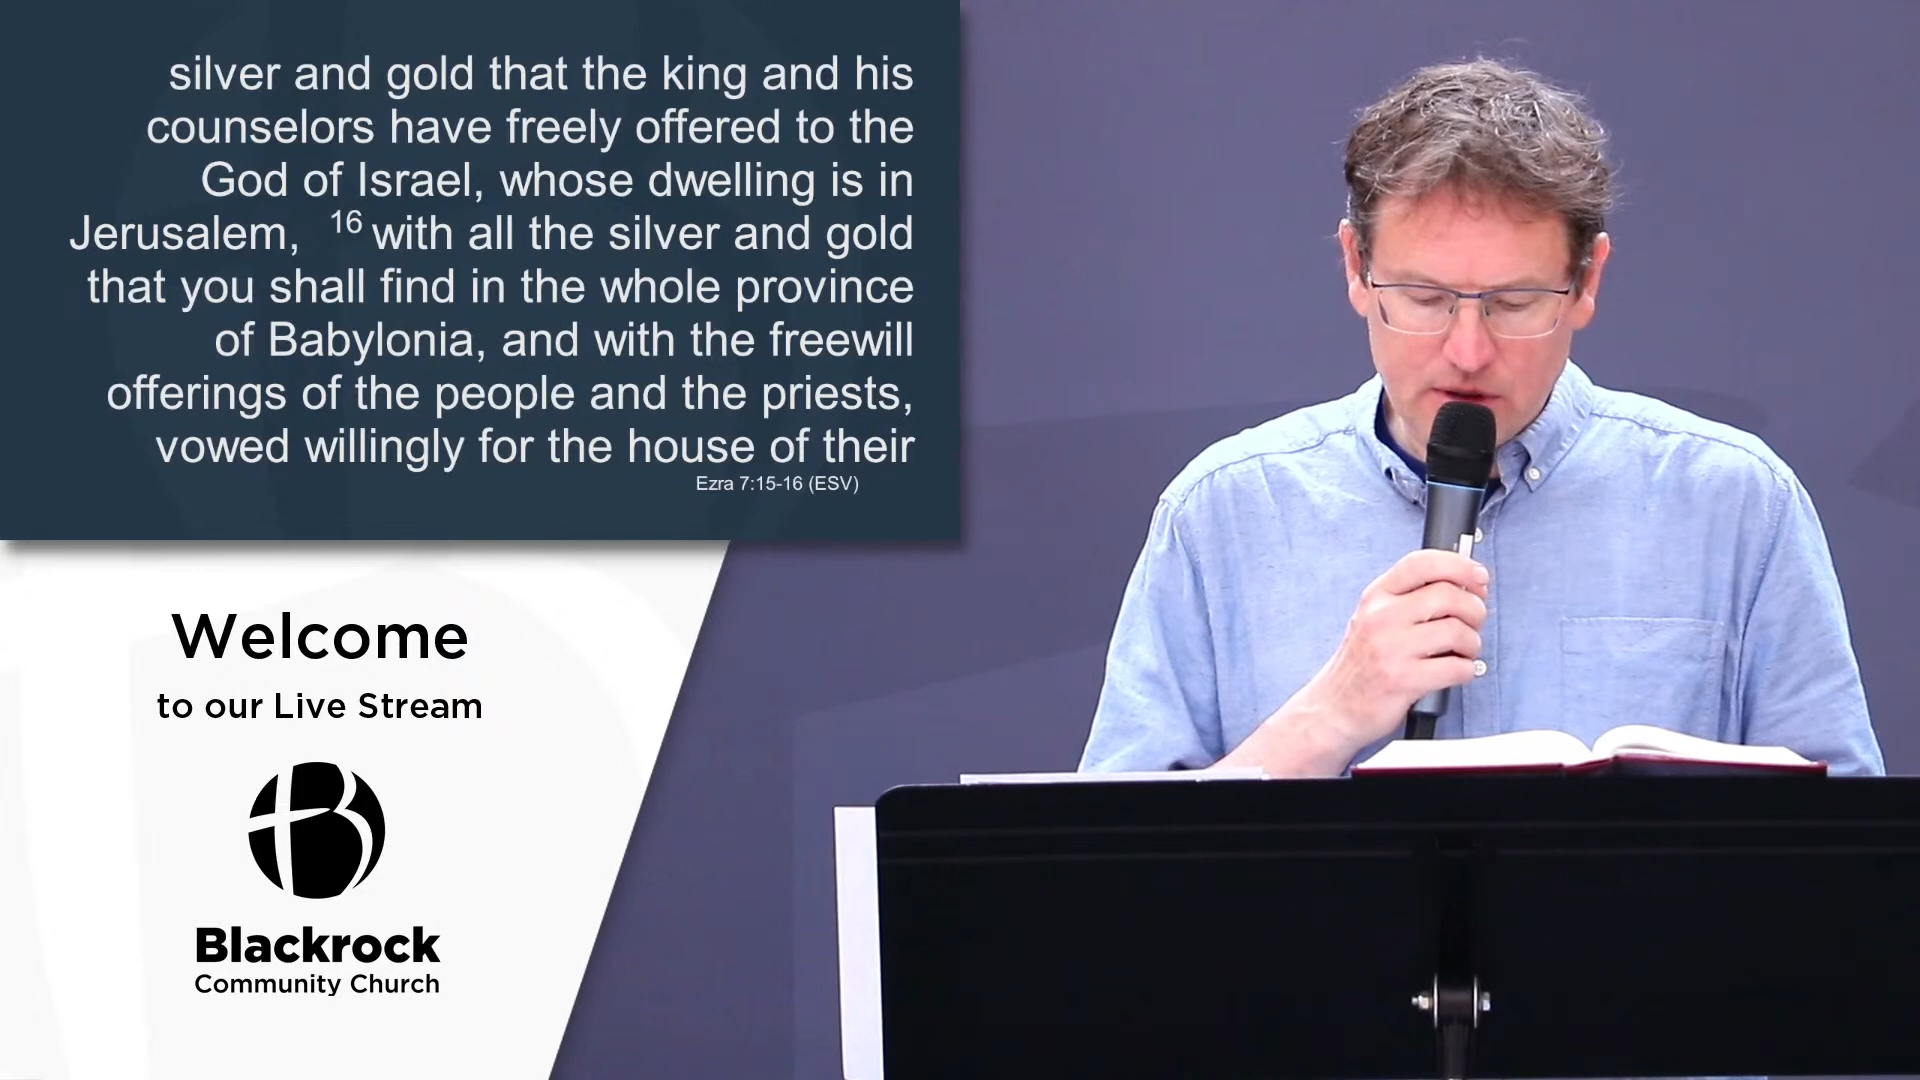 silver and gold that the king and his
counselors have freely offered to the
God of Israel, whose dwelling is in
Jerusalem, 16 with all the silver and gold
that you shall find in the whole province
of Babylonia, and with the freewill
offerings of the people and the priests,
vowed willingly for the house of their
Ezra 7:15-16 (ESV)
Welcome
to our Live Stream
Blackrock
Community Church